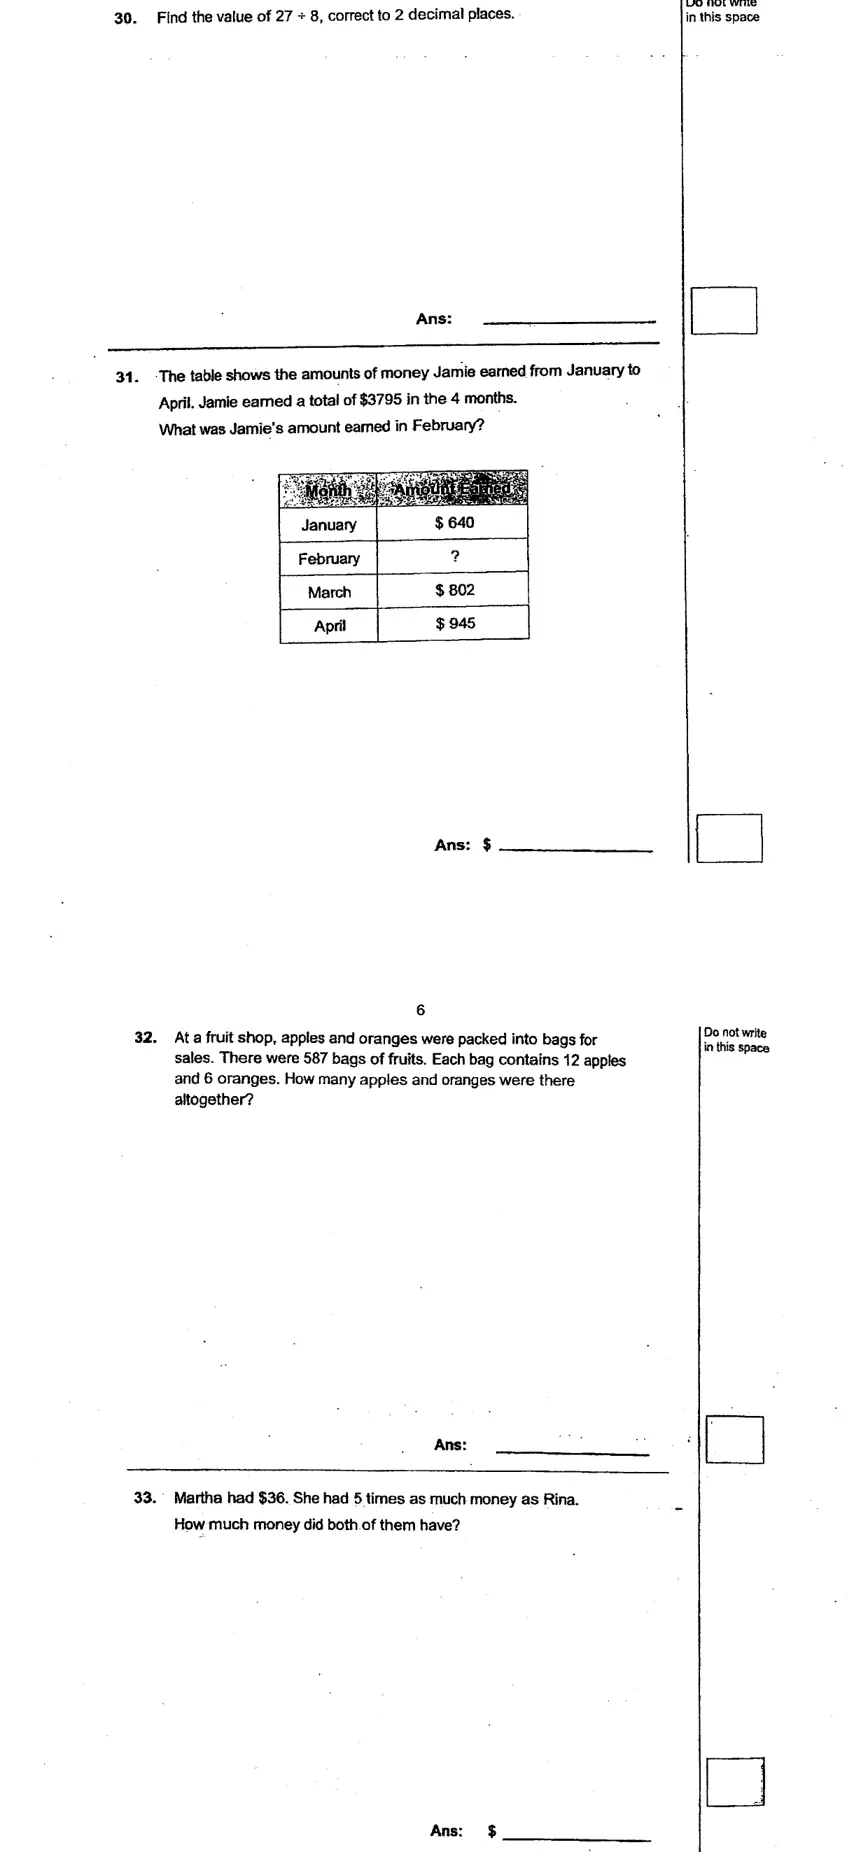 Do not write
30. Find the value of 27 ÷ 8, correct to 2 decimal places.
in this space
Ans:
31. The table shows the amounts of money Jamie earned from January to
April. Jamie earned a total of $3795 in the 4 months.
What was Jamie's amount earned in February?
Month Amount Earned
January $ 640
February ?
March $ 802
April $ 945
Ans: $
6
32. At a fruit shop, apples and oranges were packed into bags for
sales. There were 587 bags of fruits. Each bag contains 12 apples
and 6 oranges. How many apples and oranges were there
altogether?
Do not write
in this space
Ans:
33. Martha had $36. She had 5 times as much money as Rina.
How much money did both of them have?
Ans: $